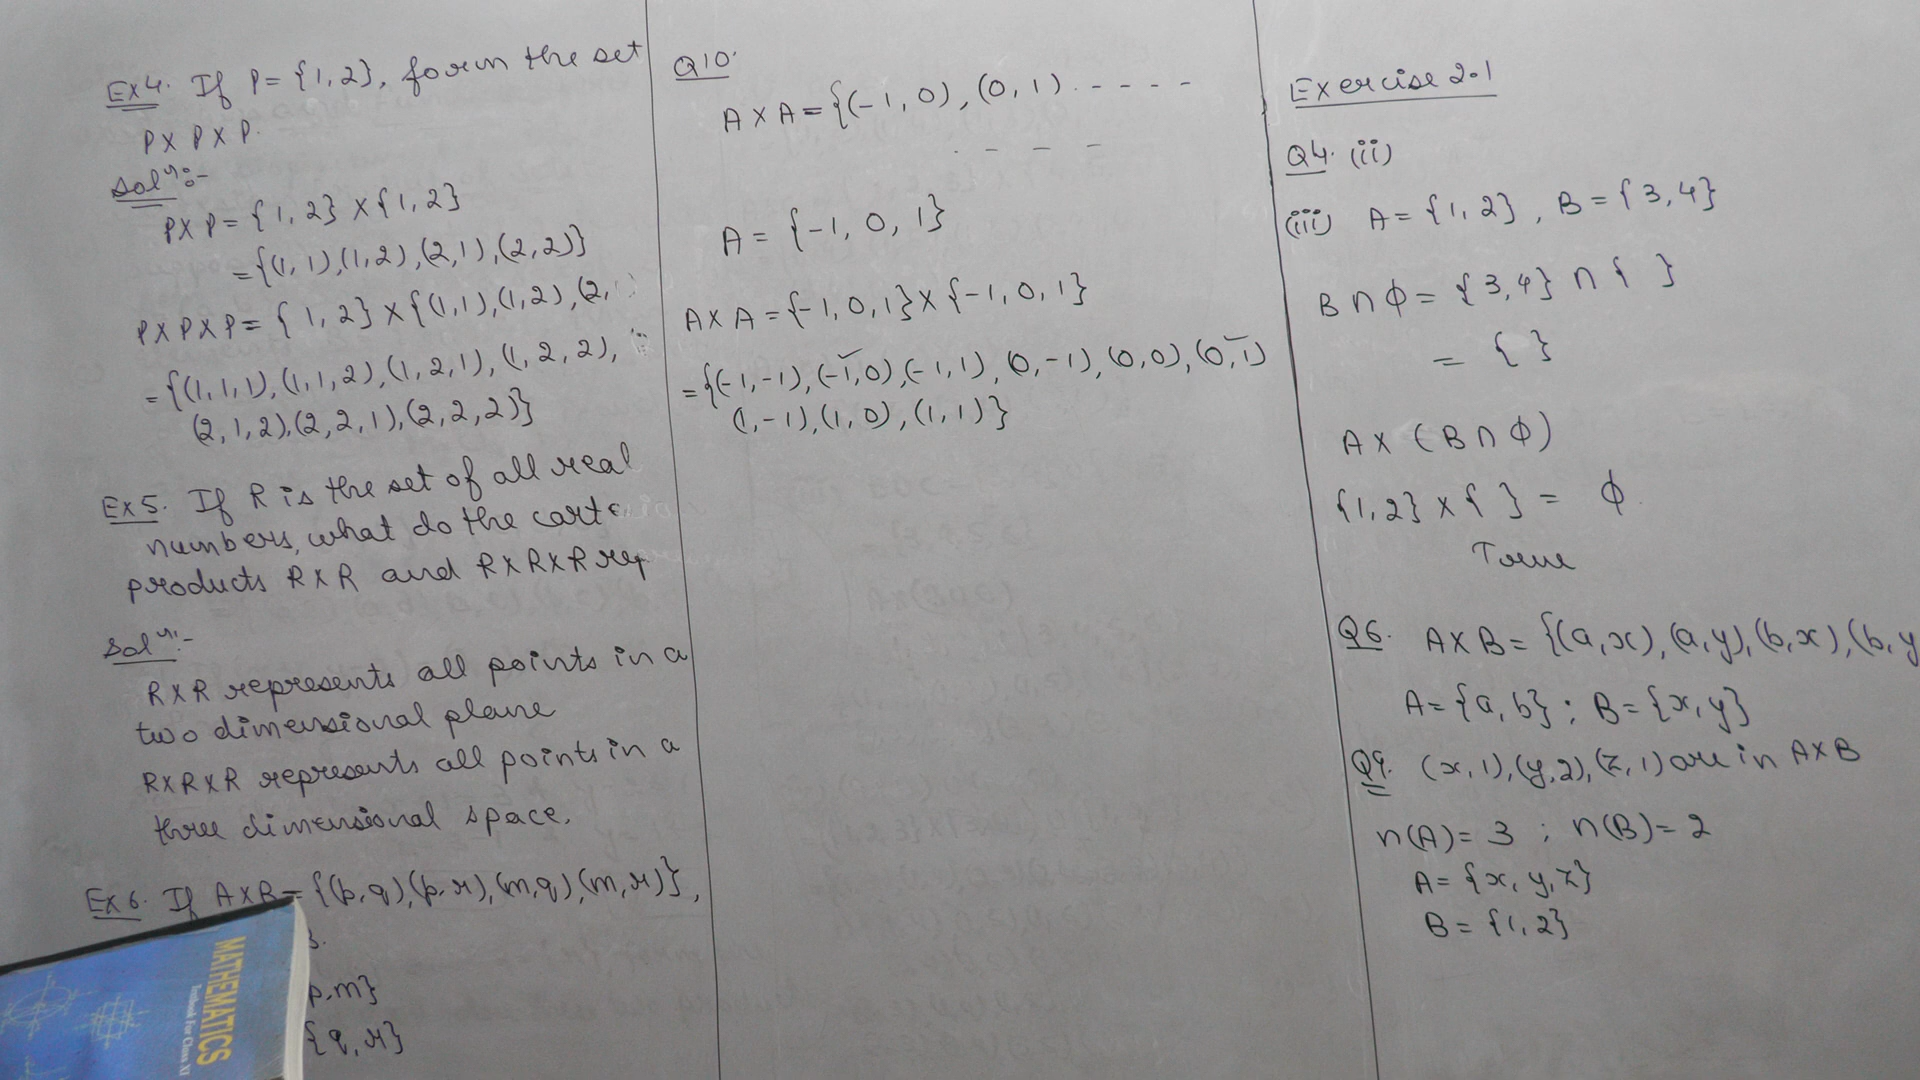 Ex4. If P = {1, 2}, form the set
P × P × P.
Solⁿ:-
P × P = {1, 2} × {1, 2}
= {(1, 1), (1, 2), (2, 1), (2, 2)}
P × P × P = {1, 2} × {(1, 1), (1, 2), (2,
= {(1, 1, 1), (1, 1, 2), (1, 2, 1), (1, 2, 2),
(2, 1, 2), (2, 2, 1), (2, 2, 2)}
Ex5. If R is the set of all real
numbers, what do the carte
products R × R and R × R × R rep
Solⁿ:-
R × R represents all points in a
two dimensional plane
R × R × R represents all points in a
three dimensional space.
Ex6. If A × B = {(p, q), (p, r), (m, q), (m, r)},
p, m}
{q, r}
MATHEMATICS
Textbook For Class XI
Q10.
A × A = {(-1, 0), (0, 1) - - - - -
- - - -
A = {-1, 0, 1}
A × A = {-1, 0, 1} × {-1, 0, 1}
= {(-1, -1), (-1, 0), (-1, 1), (0, -1), (0, 0), (0, 1)
(1, -1), (1, 0), (1, 1)}
Exercise 2.1
Q4. (ii)
(iii) A = {1, 2}, B = {3, 4}
B ∩ ϕ = {3, 4} ∩ { }
= { }
A × (B ∩ ϕ)
{1, 2} × { } = ϕ
True
Q6. A × B = {(a, x), (a, y), (b, x), (b, y
A = {a, b} ; B = {x, y}
Q9. (x, 1), (y, 2), (z, 1) are in A × B
n(A) = 3 ; n(B) = 2
A = {x, y, z}
B = {1, 2}